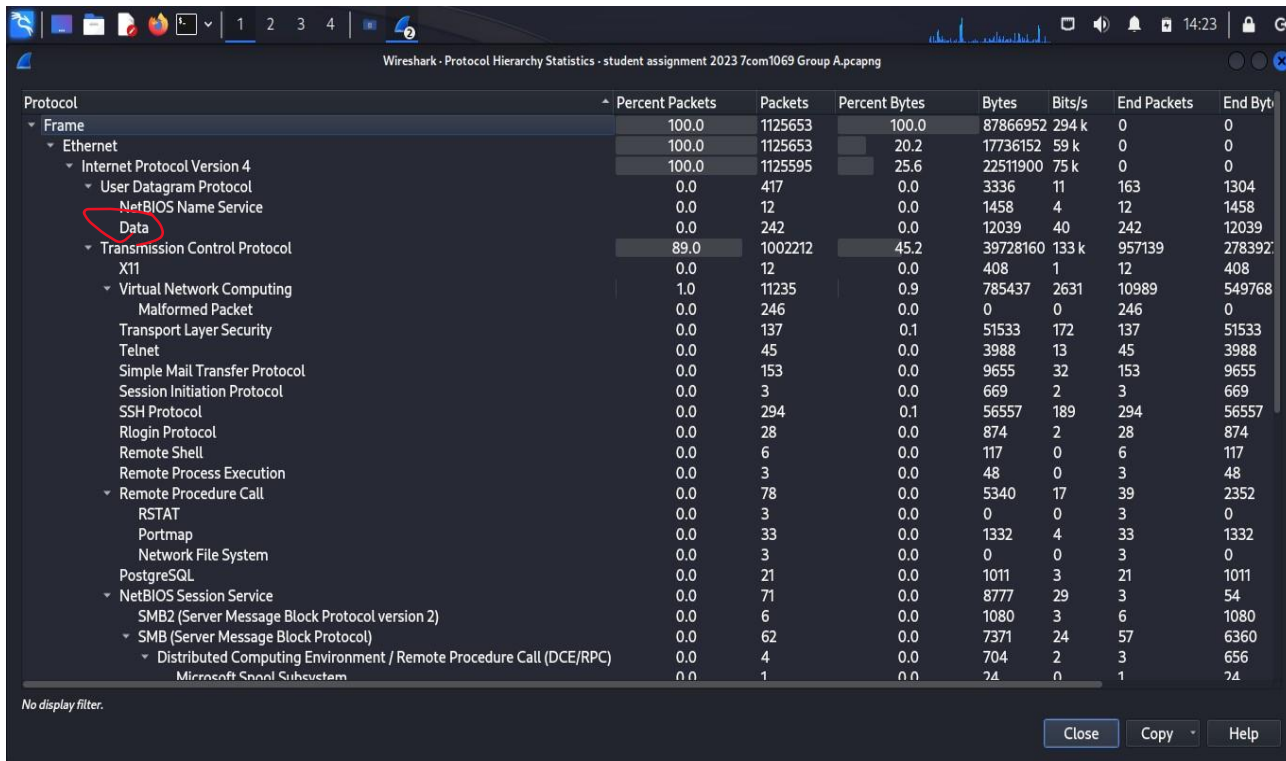 1 2 3 4 2 14:23 G
Wireshark · Protocol Hierarchy Statistics · student assignment 2023 7com1069 Group A.pcapng
Protocol Percent Packets Packets Percent Bytes Bytes Bits/s End Packets End Byt
Frame 100.0 1125653 100.0 87866952 294 k 0 0
Ethernet 100.0 1125653 20.2 17736152 59 k 0 0
Internet Protocol Version 4 100.0 1125595 25.6 22511900 75 k 0 0
User Datagram Protocol 0.0 417 0.0 3336 11 163 1304
NetBIOS Name Service 0.0 12 0.0 1458 4 12 1458
Data 0.0 242 0.0 12039 40 242 12039
Transmission Control Protocol 89.0 1002212 45.2 39728160 133 k 957139 278392
X11 0.0 12 0.0 408 1 12 408
Virtual Network Computing 1.0 11235 0.9 785437 2631 10989 549768
Malformed Packet 0.0 246 0.0 0 0 246 0
Transport Layer Security 0.0 137 0.1 51533 172 137 51533
Telnet 0.0 45 0.0 3988 13 45 3988
Simple Mail Transfer Protocol 0.0 153 0.0 9655 32 153 9655
Session Initiation Protocol 0.0 3 0.0 669 2 3 669
SSH Protocol 0.0 294 0.1 56557 189 294 56557
Rlogin Protocol 0.0 28 0.0 874 2 28 874
Remote Shell 0.0 6 0.0 117 0 6 117
Remote Process Execution 0.0 3 0.0 48 0 3 48
Remote Procedure Call 0.0 78 0.0 5340 17 39 2352
RSTAT 0.0 3 0.0 0 0 3 0
Portmap 0.0 33 0.0 1332 4 33 1332
Network File System 0.0 3 0.0 0 0 3 0
PostgreSQL 0.0 21 0.0 1011 3 21 1011
NetBIOS Session Service 0.0 71 0.0 8777 29 3 54
SMB2 (Server Message Block Protocol version 2) 0.0 6 0.0 1080 3 6 1080
SMB (Server Message Block Protocol) 0.0 62 0.0 7371 24 57 6360
Distributed Computing Environment / Remote Procedure Call (DCE/RPC) 0.0 4 0.0 704 2 3 656
Microsoft Spool Subsystem 0.0 1 0.0 24 0 1 24
No display filter.
Close Copy Help